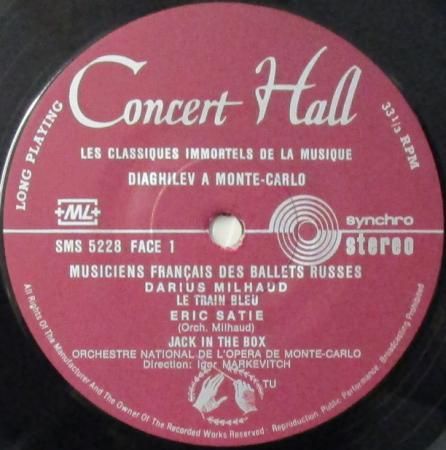 Concert Hall
LONG PLAYING
33 1/3 RPM
LES CLASSIQUES IMMORTELS DE LA MUSIQUE
DIAGHILEV A MONTE-CARLO
+ML+
synchro
stereo
SMS 5228 FACE 1
MUSICIENS FRANÇAIS DES BALLETS RUSSES
DARIUS MILHAUD
LE TRAIN BLEU
ERIC SATIE
(Orch. Milhaud)
JACK IN THE BOX
ORCHESTRE NATIONAL DE L'OPERA DE MONTE-CARLO
Direction: Igor MARKEVITCH
TU
All Rights Of The Manufacturer And The Owner Of The Recorded Works Reserved - Reproduction, Public Performance, Broadcasting Prohibited